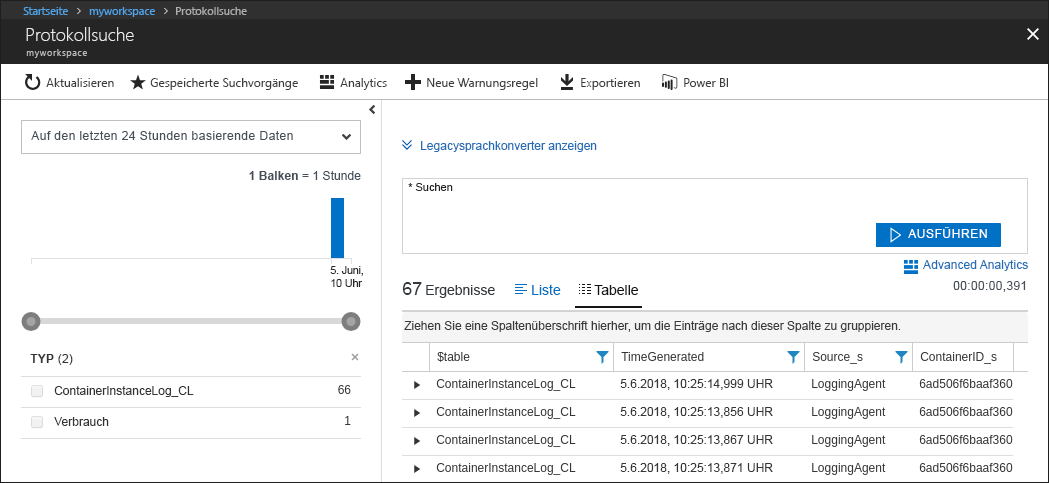 Startseite > myworkspace > Protokollsuche
Protokollsuche
myworkspace
Aktualisieren Gespeicherte Suchvorgänge Analytics Neue Warnungsregel Exportieren Power BI
Auf den letzten 24 Stunden basierende Daten
1 Balken = 1 Stunde
5. Juni,
10 Uhr
TYP (2)
ContainerInstanceLog_CL 66
Verbrauch 1
Legacysprachkonverter anzeigen
* Suchen
AUSFÜHREN
Advanced Analytics
67 Ergebnisse Liste Tabelle 00:00:00,391
Ziehen Sie eine Spaltenüberschrift hierher, um die Einträge nach dieser Spalte zu gruppieren.
$table TimeGenerated Source_s ContainerID_s
ContainerInstanceLog_CL 5.6.2018, 10:25:14,999 UHR LoggingAgent 6ad506f6baaf360
ContainerInstanceLog_CL 5.6.2018, 10:25:13,856 UHR LoggingAgent 6ad506f6baaf360
ContainerInstanceLog_CL 5.6.2018, 10:25:13,867 UHR LoggingAgent 6ad506f6baaf360
ContainerInstanceLog_CL 5.6.2018, 10:25:13,871 UHR LoggingAgent 6ad506f6baaf360